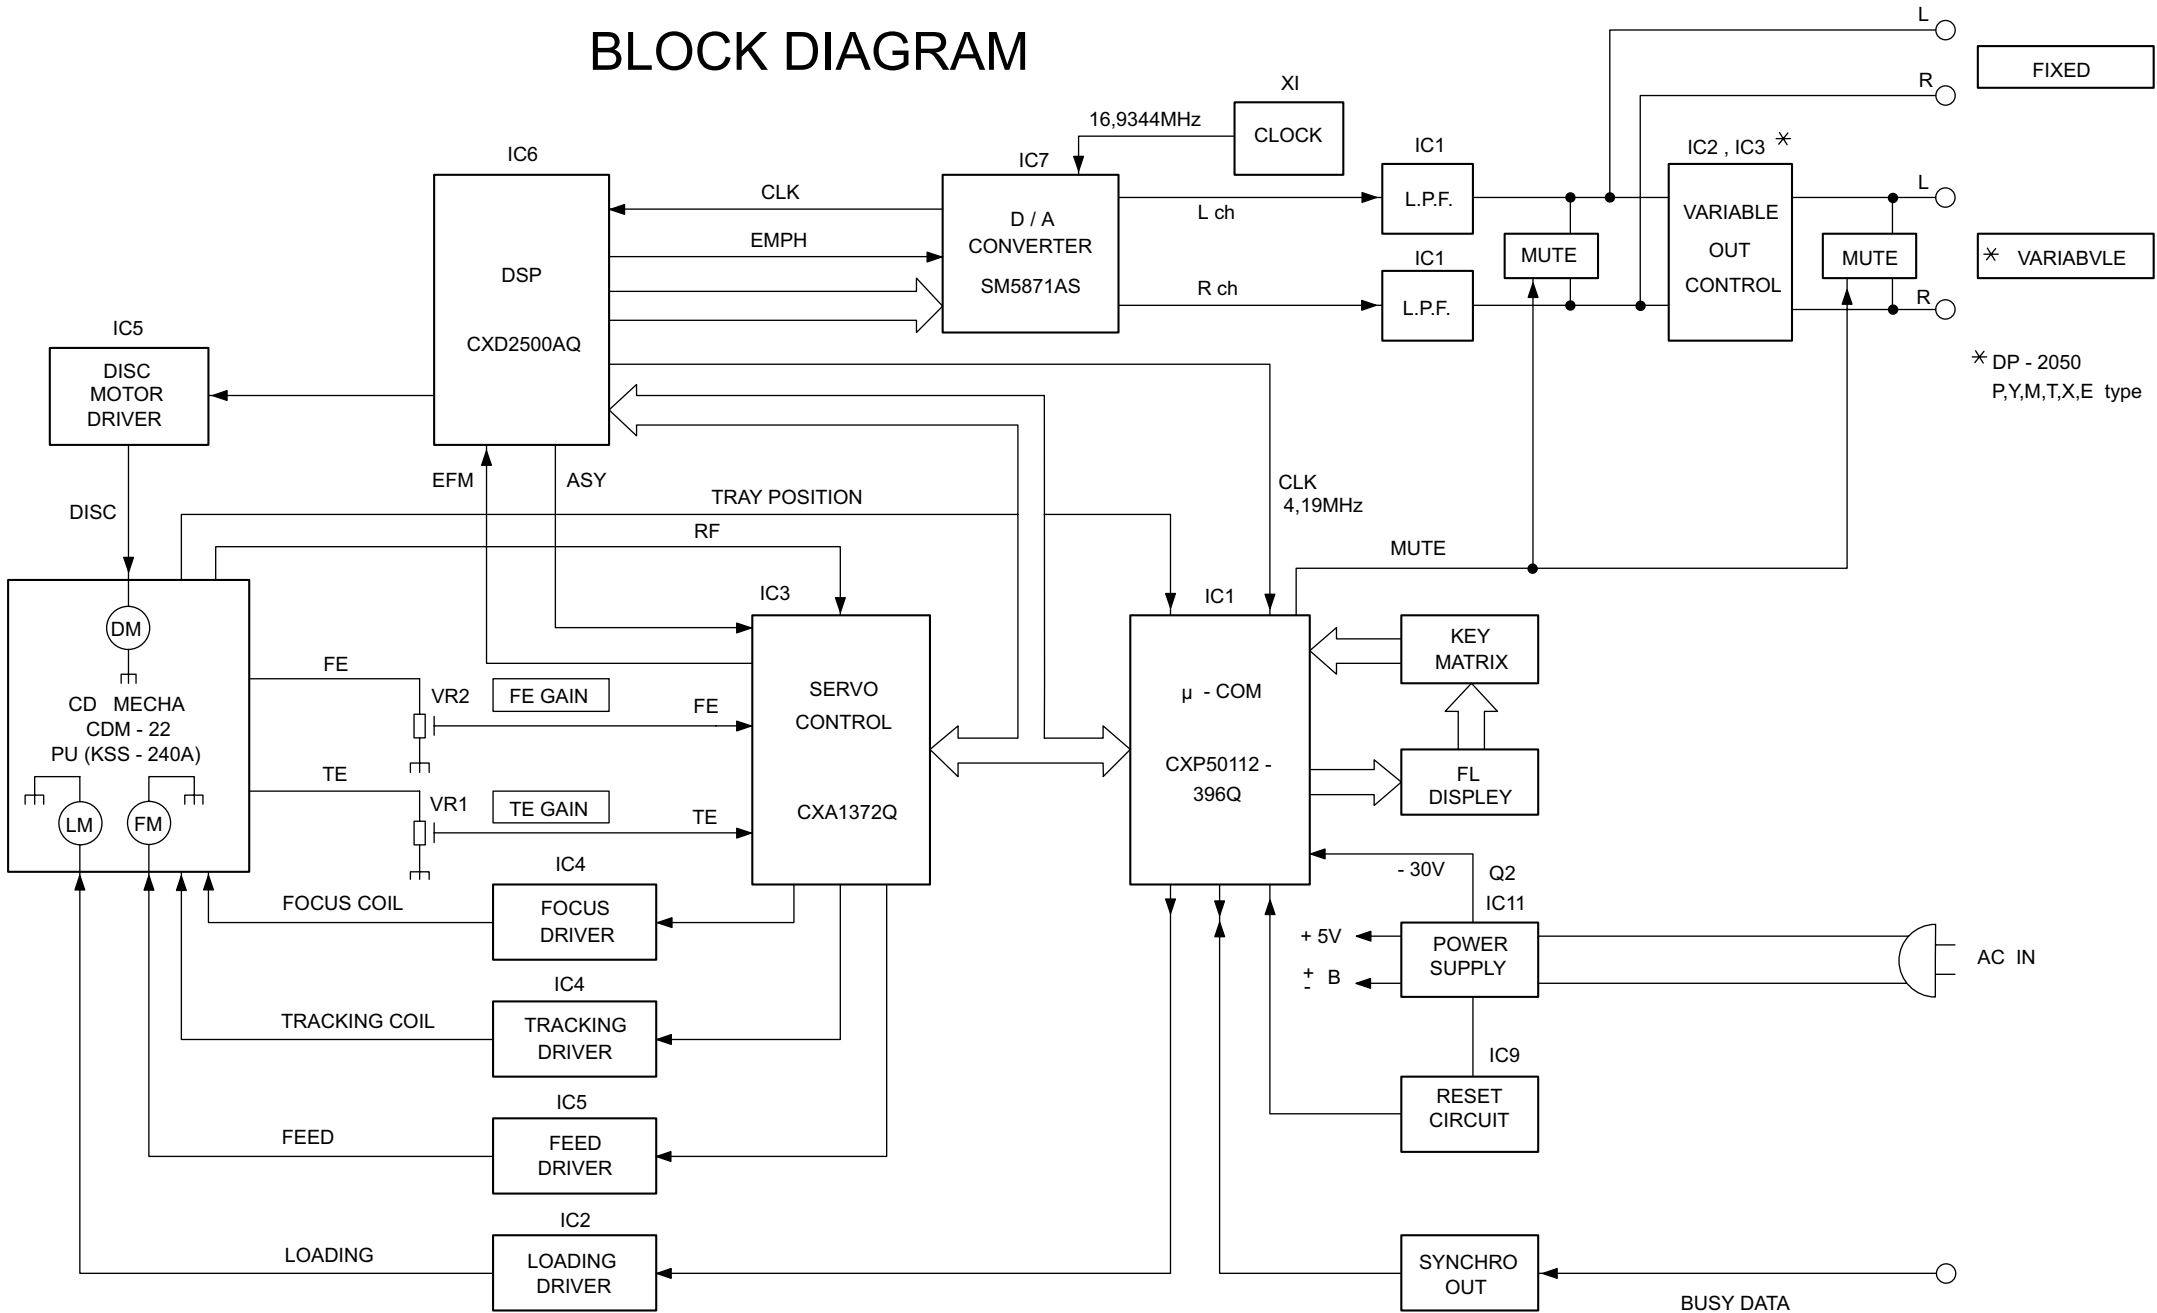 BLOCK DIAGRAM
L
FIXED
R
XI
CLOCK
16,9344MHz
IC6
DSP
CXD2500AQ
CLK
EMPH
IC7
D / A
CONVERTER
SM5871AS
L ch
R ch
IC1
L.P.F.
IC1
L.P.F.
MUTE
IC2 , IC3 *
VARIABLE
OUT
CONTROL
MUTE
L
* VARIABVLE
R
* DP - 2050
P,Y,M,T,X,E type
IC5
DISC
MOTOR
DRIVER
DISC
EFM
ASY
TRAY POSITION
RF
CLK
4,19MHz
MUTE
DM
CD MECHA
CDM - 22
PU (KSS - 240A)
LM
FM
FE
VR2
FE GAIN
FE
TE
VR1
TE GAIN
TE
IC3
SERVO
CONTROL
CXA1372Q
IC1
µ - COM
CXP50112 -
396Q
KEY
MATRIX
FL
DISPLEY
- 30V
Q2
IC11
POWER
SUPPLY
+ 5V
+
- B
AC IN
IC9
RESET
CIRCUIT
IC4
FOCUS
DRIVER
FOCUS COIL
IC4
TRACKING
DRIVER
TRACKING COIL
IC5
FEED
DRIVER
FEED
IC2
LOADING
DRIVER
LOADING
SYNCHRO
OUT
BUSY DATA